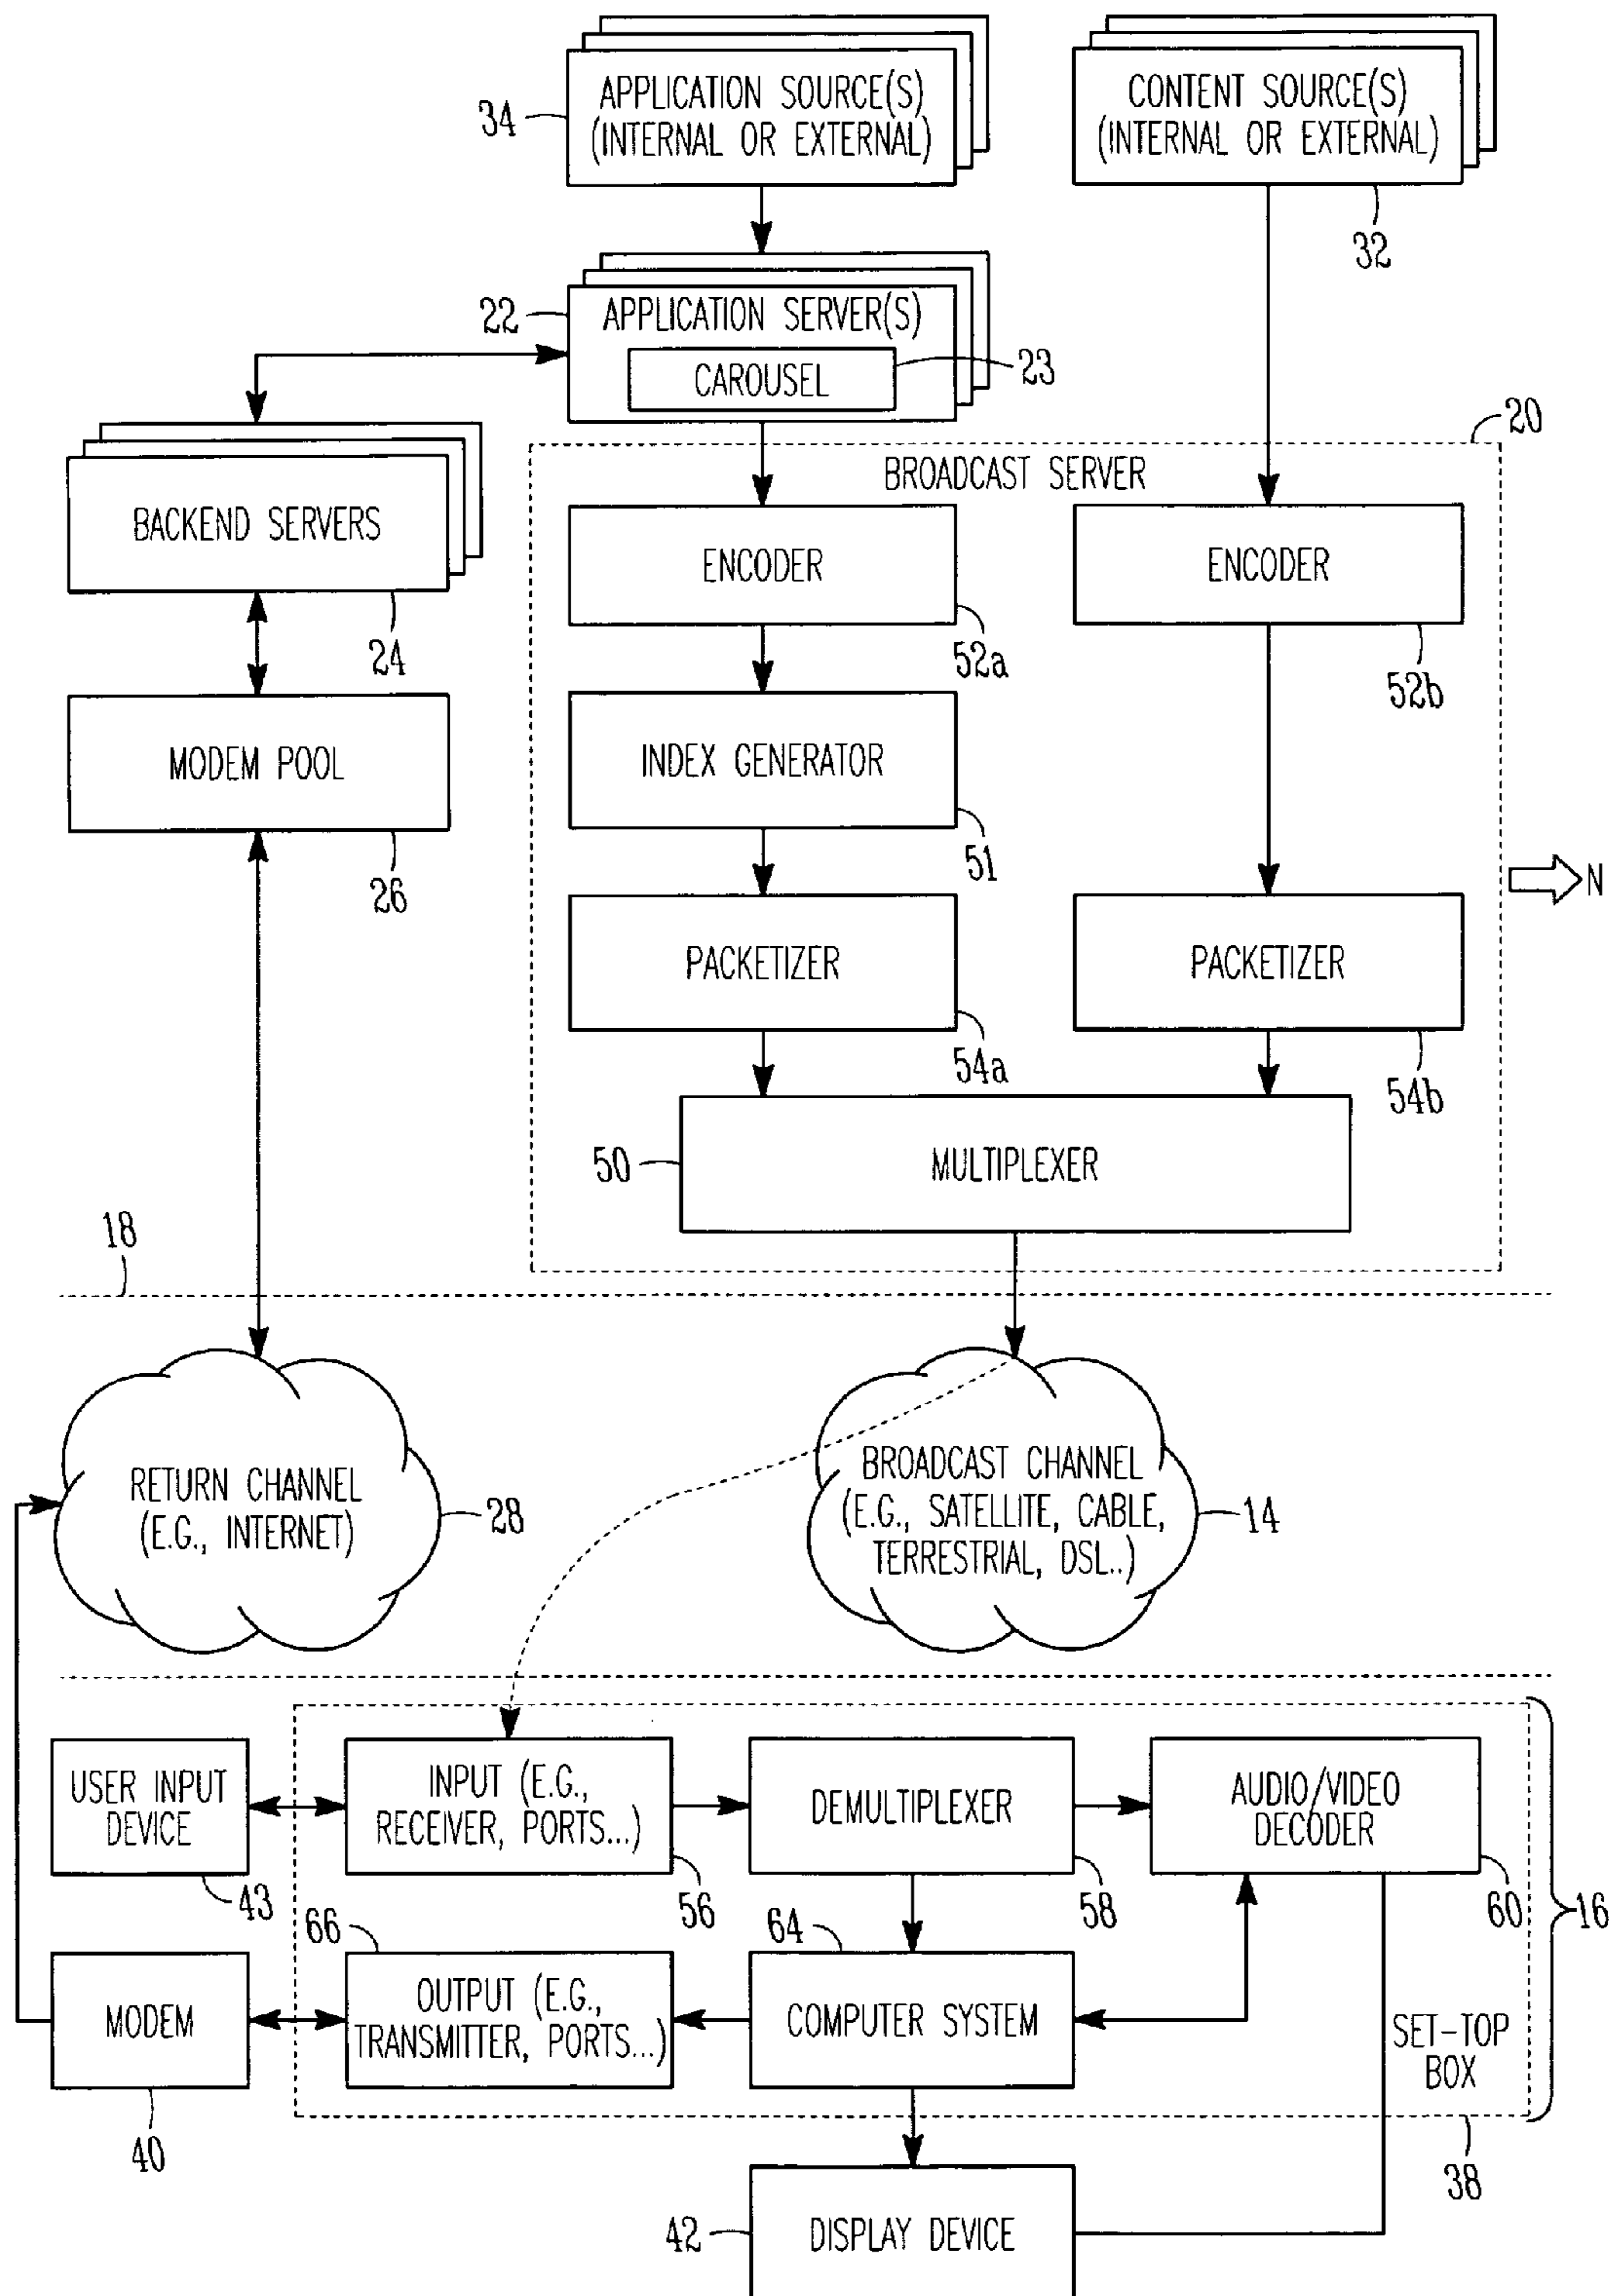 34
APPLICATION SOURCE(S)
(INTERNAL OR EXTERNAL)
CONTENT SOURCE(S)
(INTERNAL OR EXTERNAL)
32
22
APPLICATION SERVER(S)
CAROUSEL
23
20
BROADCAST SERVER
BACKEND SERVERS
24
ENCODER
52a
ENCODER
52b
MODEM POOL
26
INDEX GENERATOR
51
N
PACKETIZER
54a
PACKETIZER
54b
50
MULTIPLEXER
18
RETURN CHANNEL
(E.G., INTERNET)
28
BROADCAST CHANNEL
(E.G., SATELLITE, CABLE,
TERRESTRIAL, DSL..)
14
USER INPUT
DEVICE
43
INPUT (E.G.,
RECEIVER, PORTS...)
56
DEMULTIPLEXER
58
AUDIO/VIDEO
DECODER
60
16
66
64
MODEM
40
OUTPUT (E.G.,
TRANSMITTER, PORTS...)
COMPUTER SYSTEM
SET-TOP
BOX
38
42
DISPLAY DEVICE